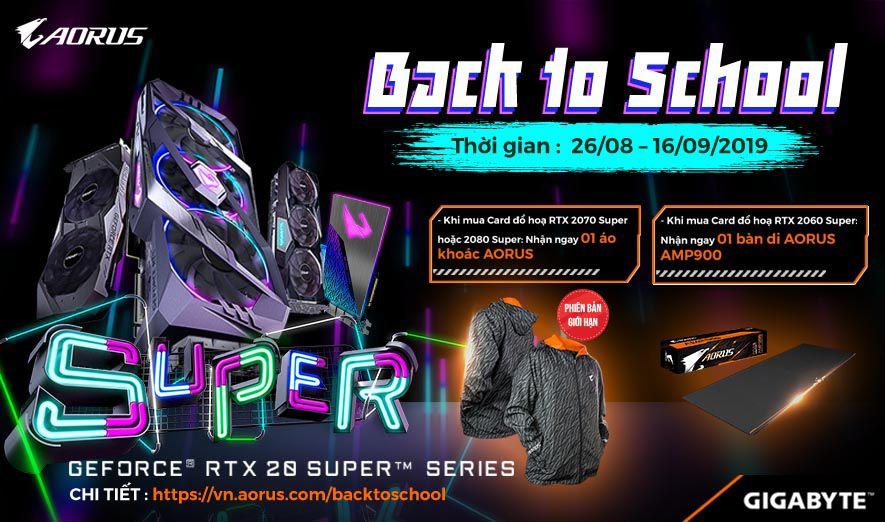 AORUS
Back to School
Thời gian : 26/08 – 16/09/2019
- Khi mua Card đồ hoạ RTX 2070 Super
hoặc 2080 Super: Nhận ngay 01 áo
khoác AORUS
- Khi mua Card đồ hoạ RTX 2060 Super:
Nhận ngay 01 bàn di AORUS
AMP900
PHIÊN BẢN
GIỚI HẠN
AORUS
SUPER
GEFORCE® RTX 20 SUPER™ SERIES
CHI TIẾT : https://vn.aorus.com/backtoschool
GIGABYTE™